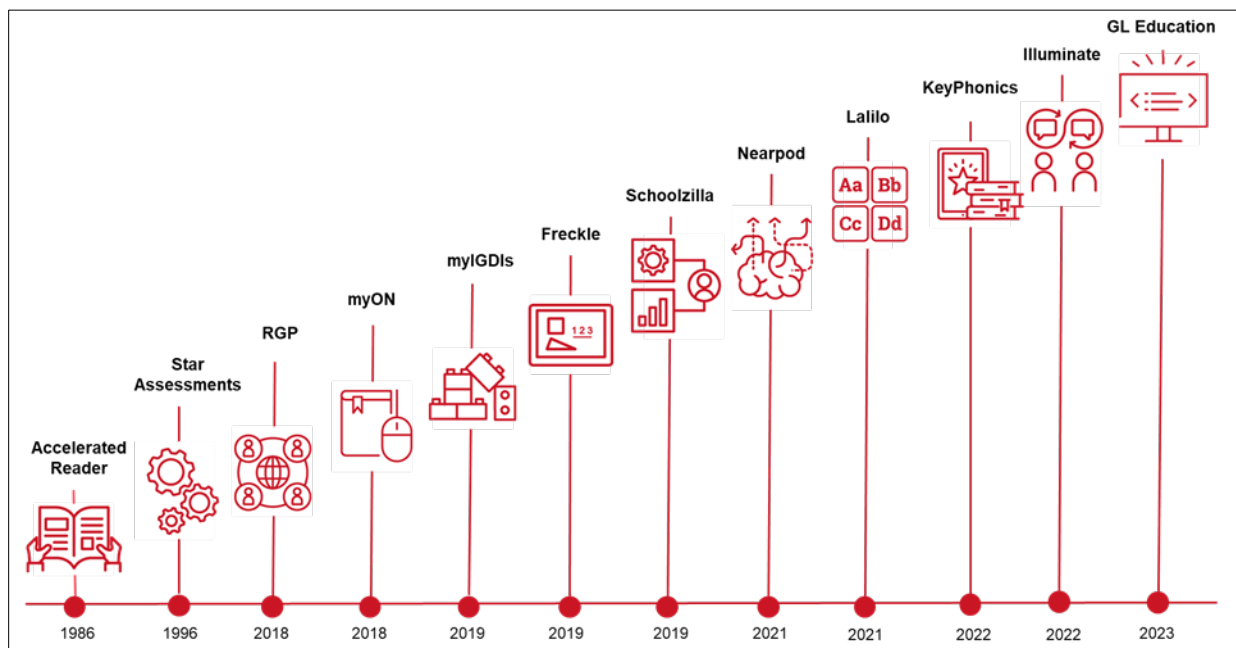 GL Education
Illuminate
KeyPhonics
Lalilo
Nearpod
Schoolzilla
Freckle
myIGDIs
myON
RGP
Star
Assessments
Accelerated
Reader
Aa Bb
Cc Dd
1 2 3
1986 1996 2018 2018 2019 2019 2019 2021 2021 2022 2022 2023